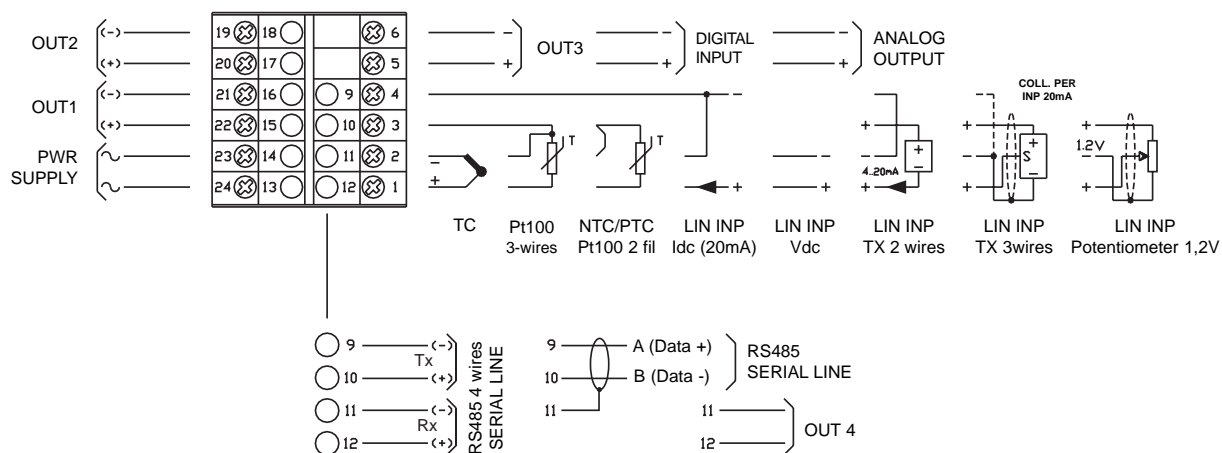 OUT2
(-)
(+)
OUT1
(-)
(+)
PWR
SUPPLY
19 18 6
20 17 5
21 16 9 4
22 15 10 3
23 14 11 2
24 13 12 1
- OUT3
+
- DIGITAL
+ INPUT
- ANALOG
+ OUTPUT
-
+
TC
T
Pt100
3-wires
T
NTC/PTC
Pt100 2 fil
-
+
LIN INP
Idc (20mA)
-
+
LIN INP
Vdc
-
+
+
-
4..20mA
+
LIN INP
TX 2 wires
COLL. PER
INP 20mA
-
+
-
+
+
S
-
LIN INP
TX 3wires
+
1.2V
-
+
LIN INP
Potentiometer 1,2V
9 (-)
Tx
10 (+)
11 (-)
Rx
12 (+)
RS485 4 wires
SERIAL LINE
9 A (Data +)
10 B (Data -)
11
RS485
SERIAL LINE
11
12
OUT 4